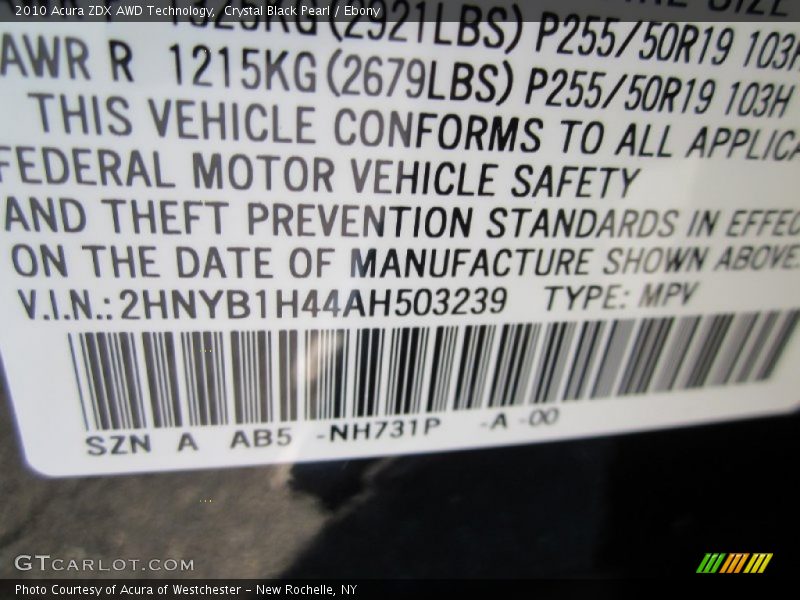 2010 Acura ZDX AWD Technology, Crystal Black Pearl / Ebony
(2921LBS) P255/50R19 103H
AWR R 1215KG (2679LBS) P255/50R19 103H
THIS VEHICLE CONFORMS TO ALL APPLICA
FEDERAL MOTOR VEHICLE SAFETY
AND THEFT PREVENTION STANDARDS IN EFFEC
ON THE DATE OF MANUFACTURE SHOWN ABOVE.
V.I.N.: 2HNYB1H44AH503239 TYPE: MPV
SZN A AB5 -NH731P -A -00
GTCARLOT.COM
Photo Courtesy of Acura of Westchester - New Rochelle, NY